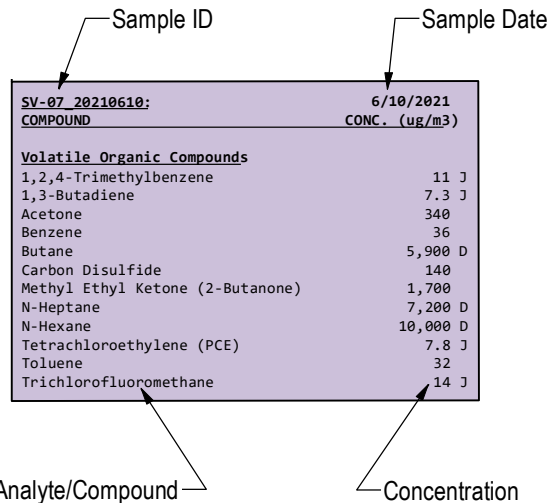 Sample ID
Sample Date
SV-07_20210610: 6/10/2021
COMPOUND CONC. (ug/m3)
Volatile Organic Compounds
1,2,4-Trimethylbenzene 11 J
1,3-Butadiene 7.3 J
Acetone 340
Benzene 36
Butane 5,900 D
Carbon Disulfide 140
Methyl Ethyl Ketone (2-Butanone) 1,700
N-Heptane 7,200 D
N-Hexane 10,000 D
Tetrachloroethylene (PCE) 7.8 J
Toluene 32
Trichlorofluoromethane 14 J
Analyte/Compound
Concentration